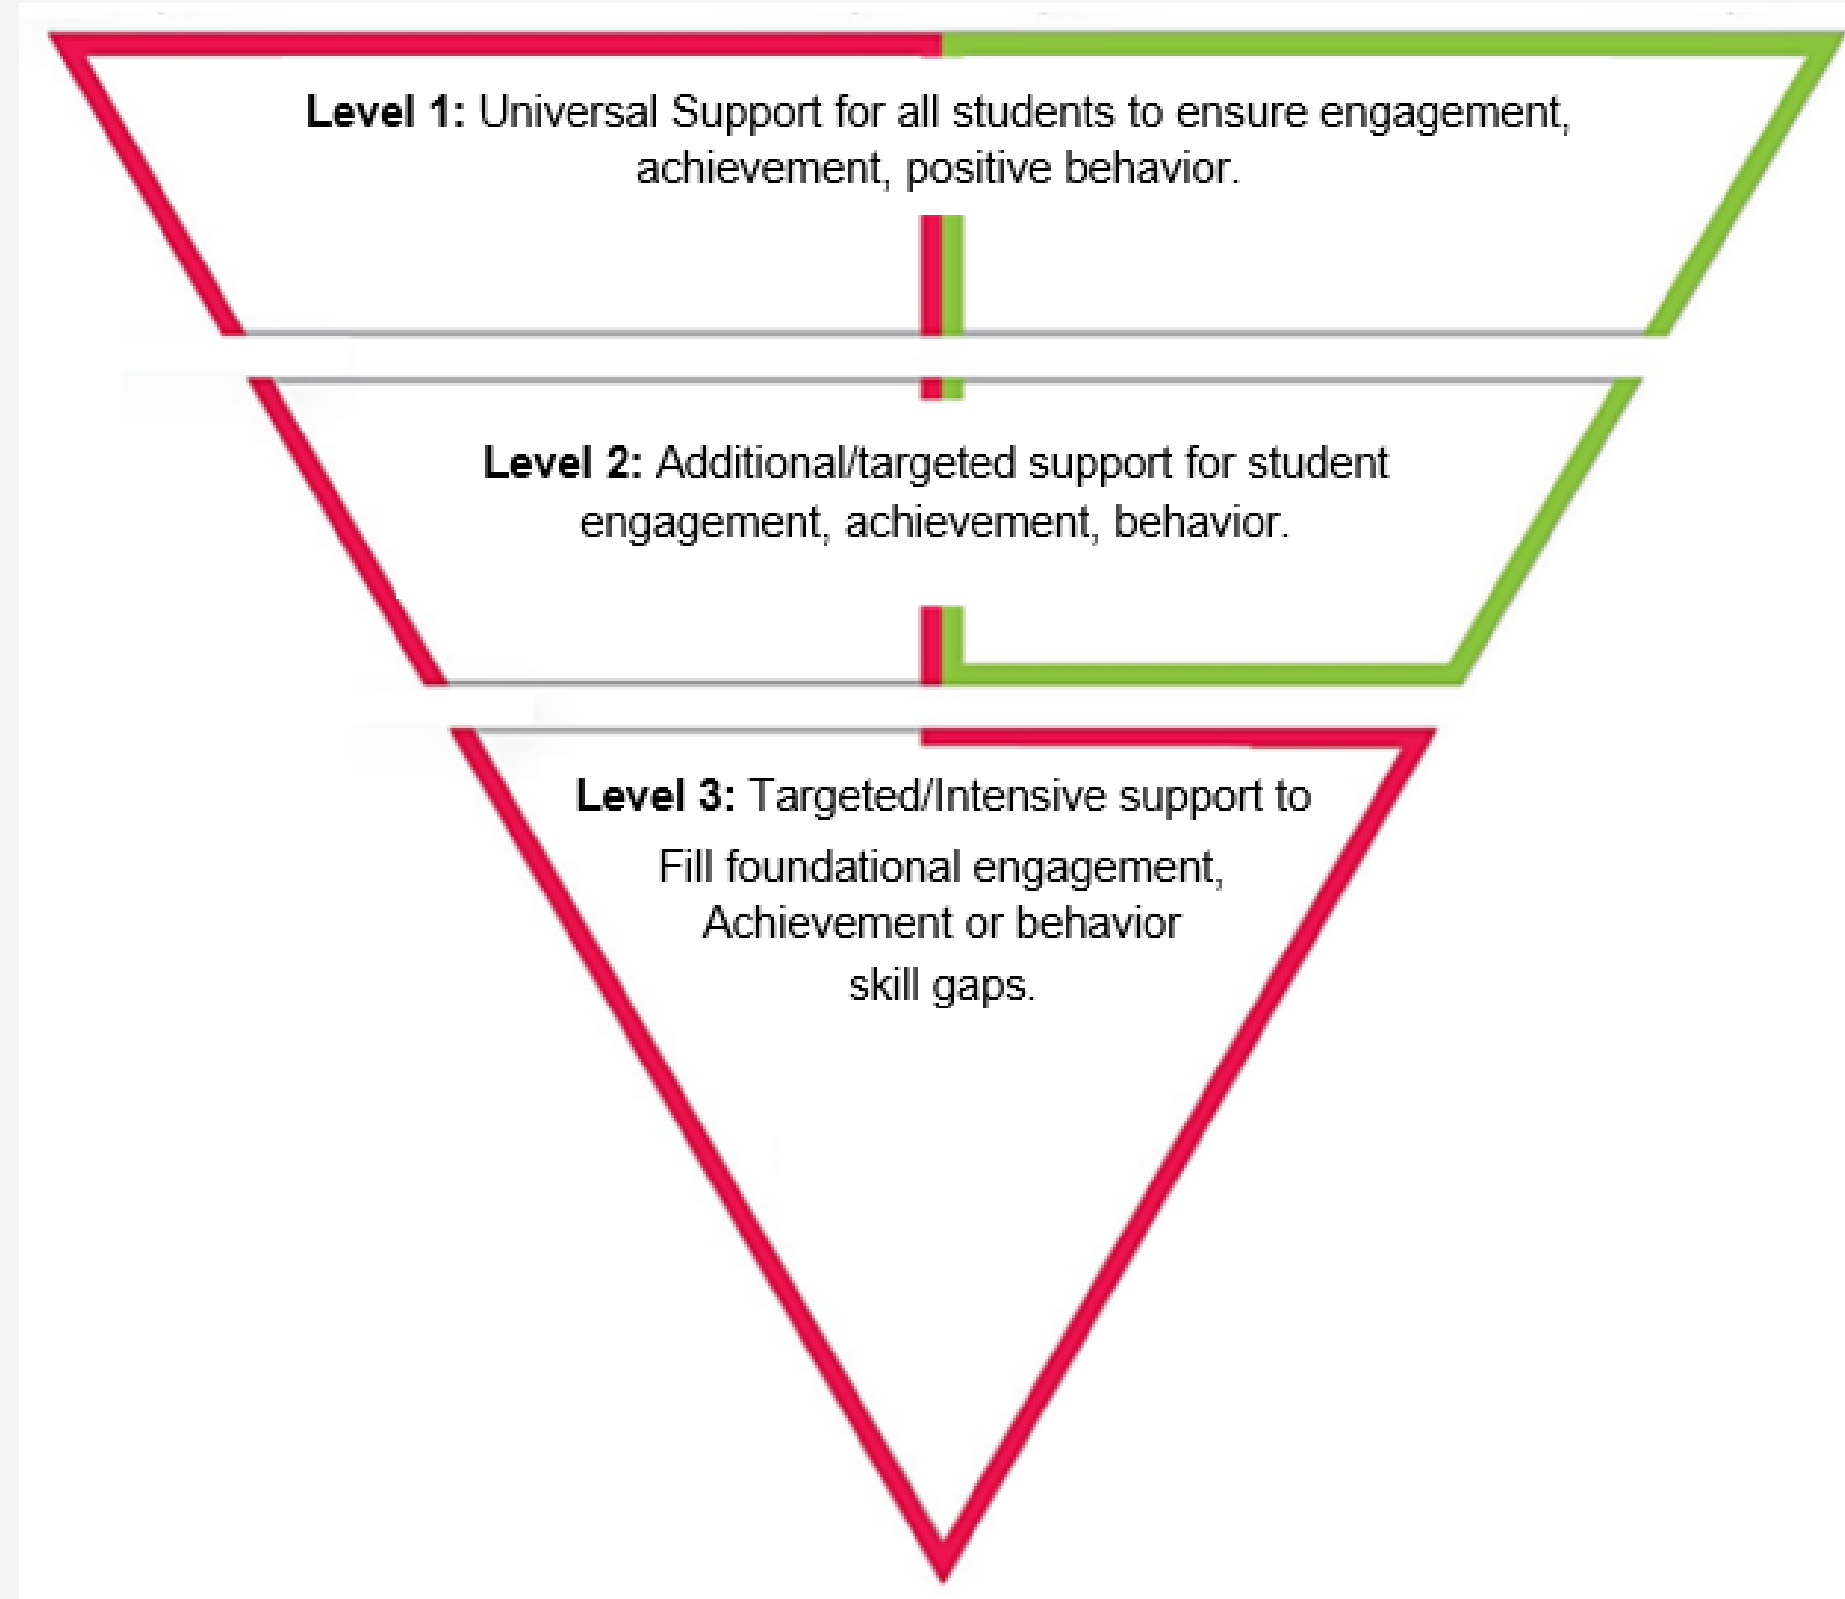 Level 1: Universal Support for all students to ensure engagement,
achievement, positive behavior.
Level 2: Additional/targeted support for student
engagement, achievement, behavior.
Level 3: Targeted/Intensive support to
Fill foundational engagement,
Achievement or behavior
skill gaps.